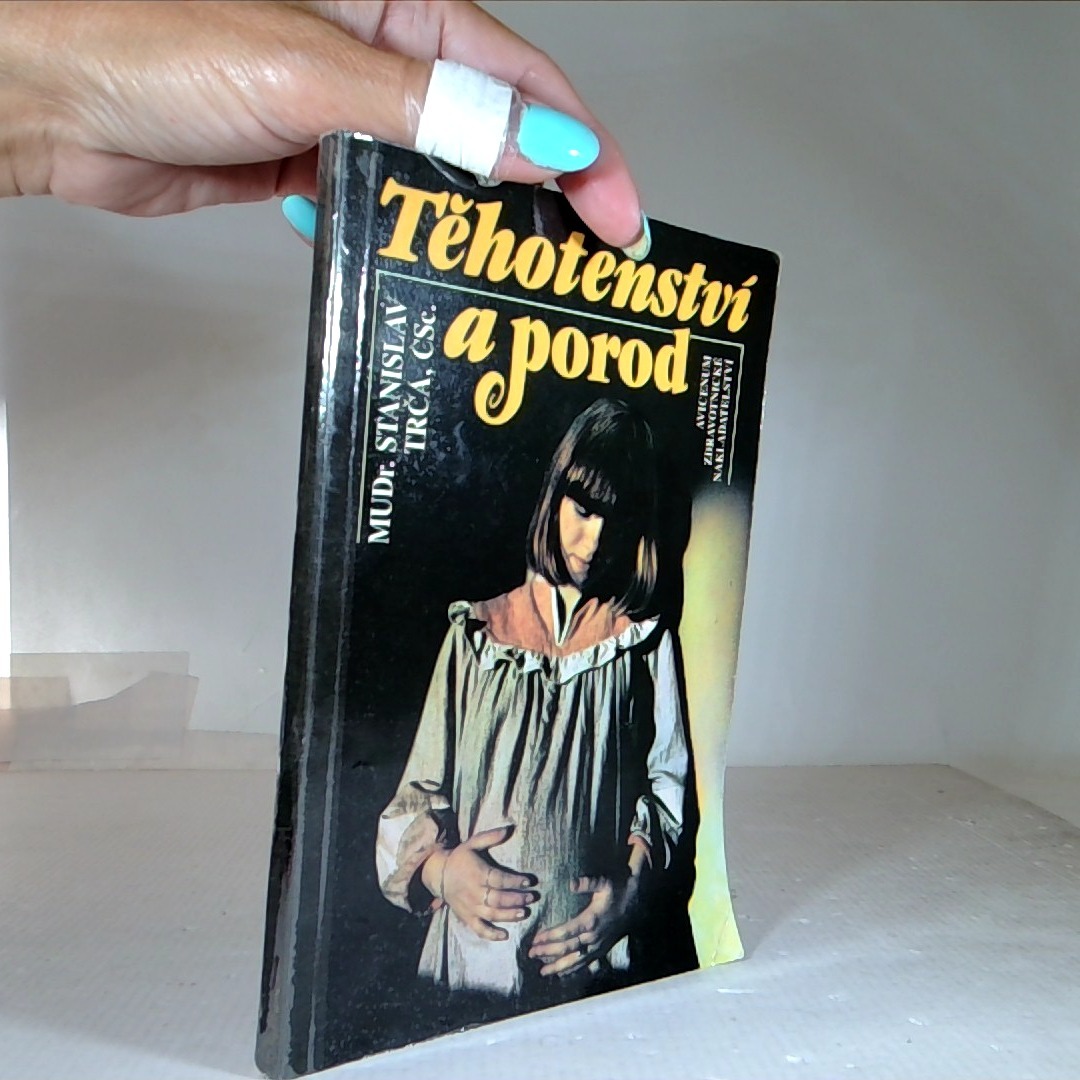 Těhotenství
a porod
MUDr. STANISLAV
TRČA, CSc.
AVICENUM
ZDRAVOTNICKÉ
NAKLADATELSTVÍ